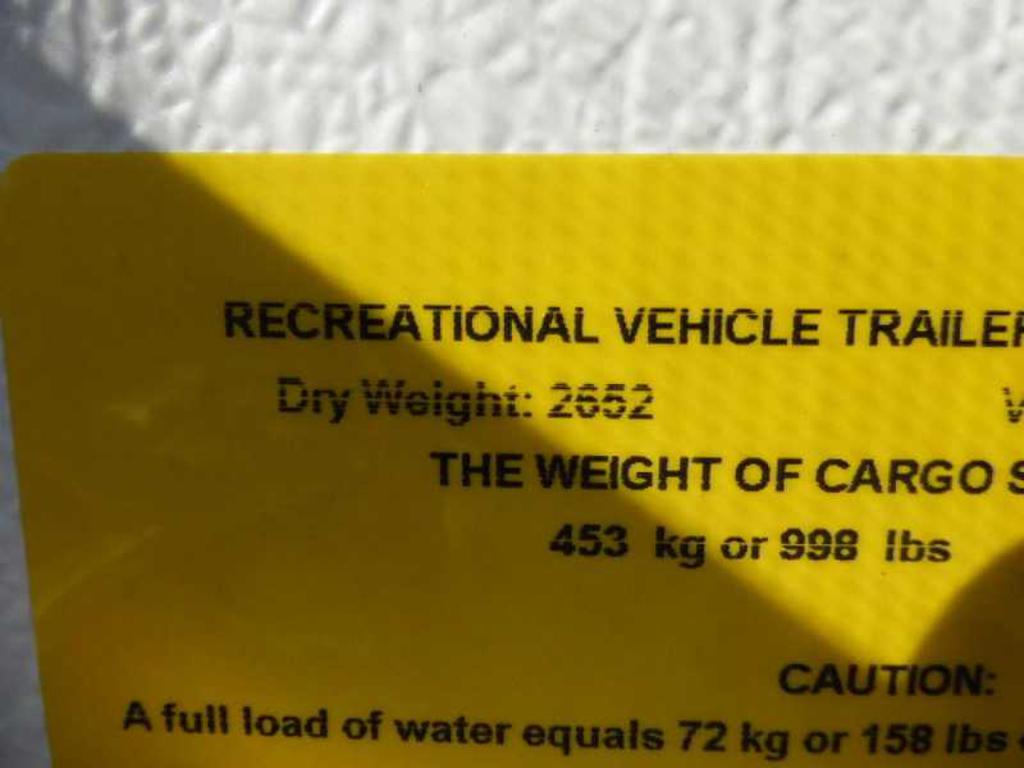 RECREATIONAL VEHICLE TRAILER
Dry Weight: 2652
THE WEIGHT OF CARGO
453 kg or 998 lbs
CAUTION:
A full load of water equals 72 kg or 158 lbs